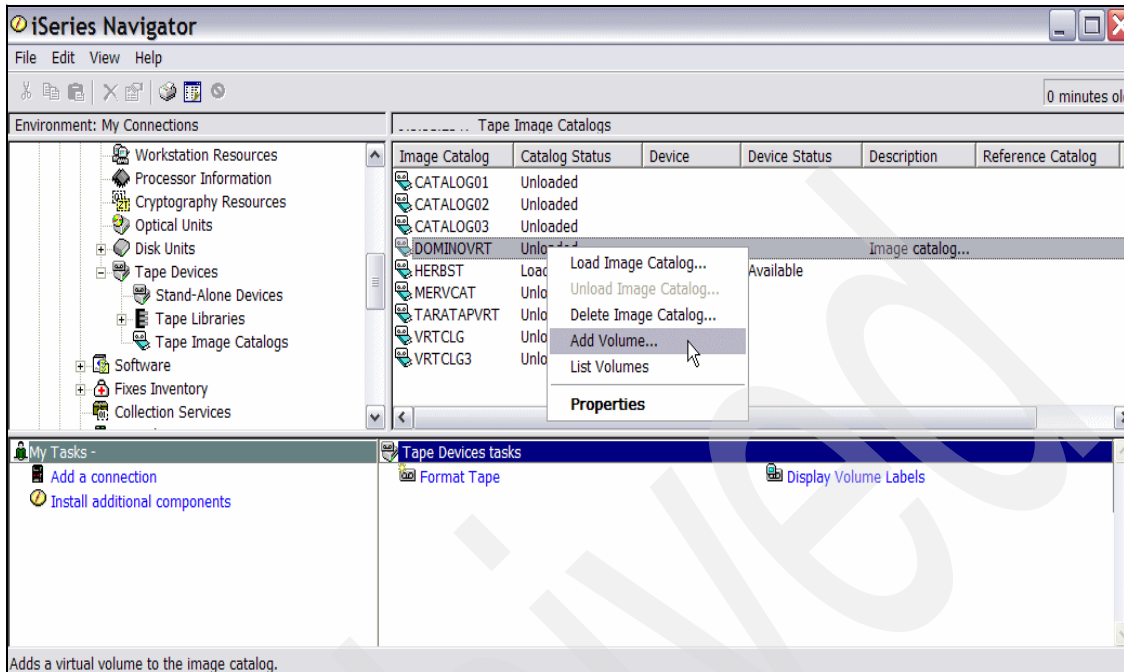 iSeries Navigator
File Edit View Help
0 minutes ol
Environment: My Connections
Tape Image Catalogs
Workstation Resources
Processor Information
Cryptography Resources
Optical Units
Disk Units
Tape Devices
Stand-Alone Devices
Tape Libraries
Tape Image Catalogs
Software
Fixes Inventory
Collection Services
Image Catalog Catalog Status Device Device Status Description Reference Catalog
CATALOG01 Unloaded
CATALOG02 Unloaded
CATALOG03 Unloaded
DOMINOVRT Image catalog...
HERBST Load Available
MERVCAT Unlo
TARATAPVRT Unlo
VRTCLG Unlo
VRTCLG3 Unlo
Load Image Catalog...
Unload Image Catalog...
Delete Image Catalog...
Add Volume...
List Volumes
Properties
My Tasks -
Add a connection
Install additional components
Tape Devices tasks
Format Tape
Display Volume Labels
Adds a virtual volume to the image catalog.